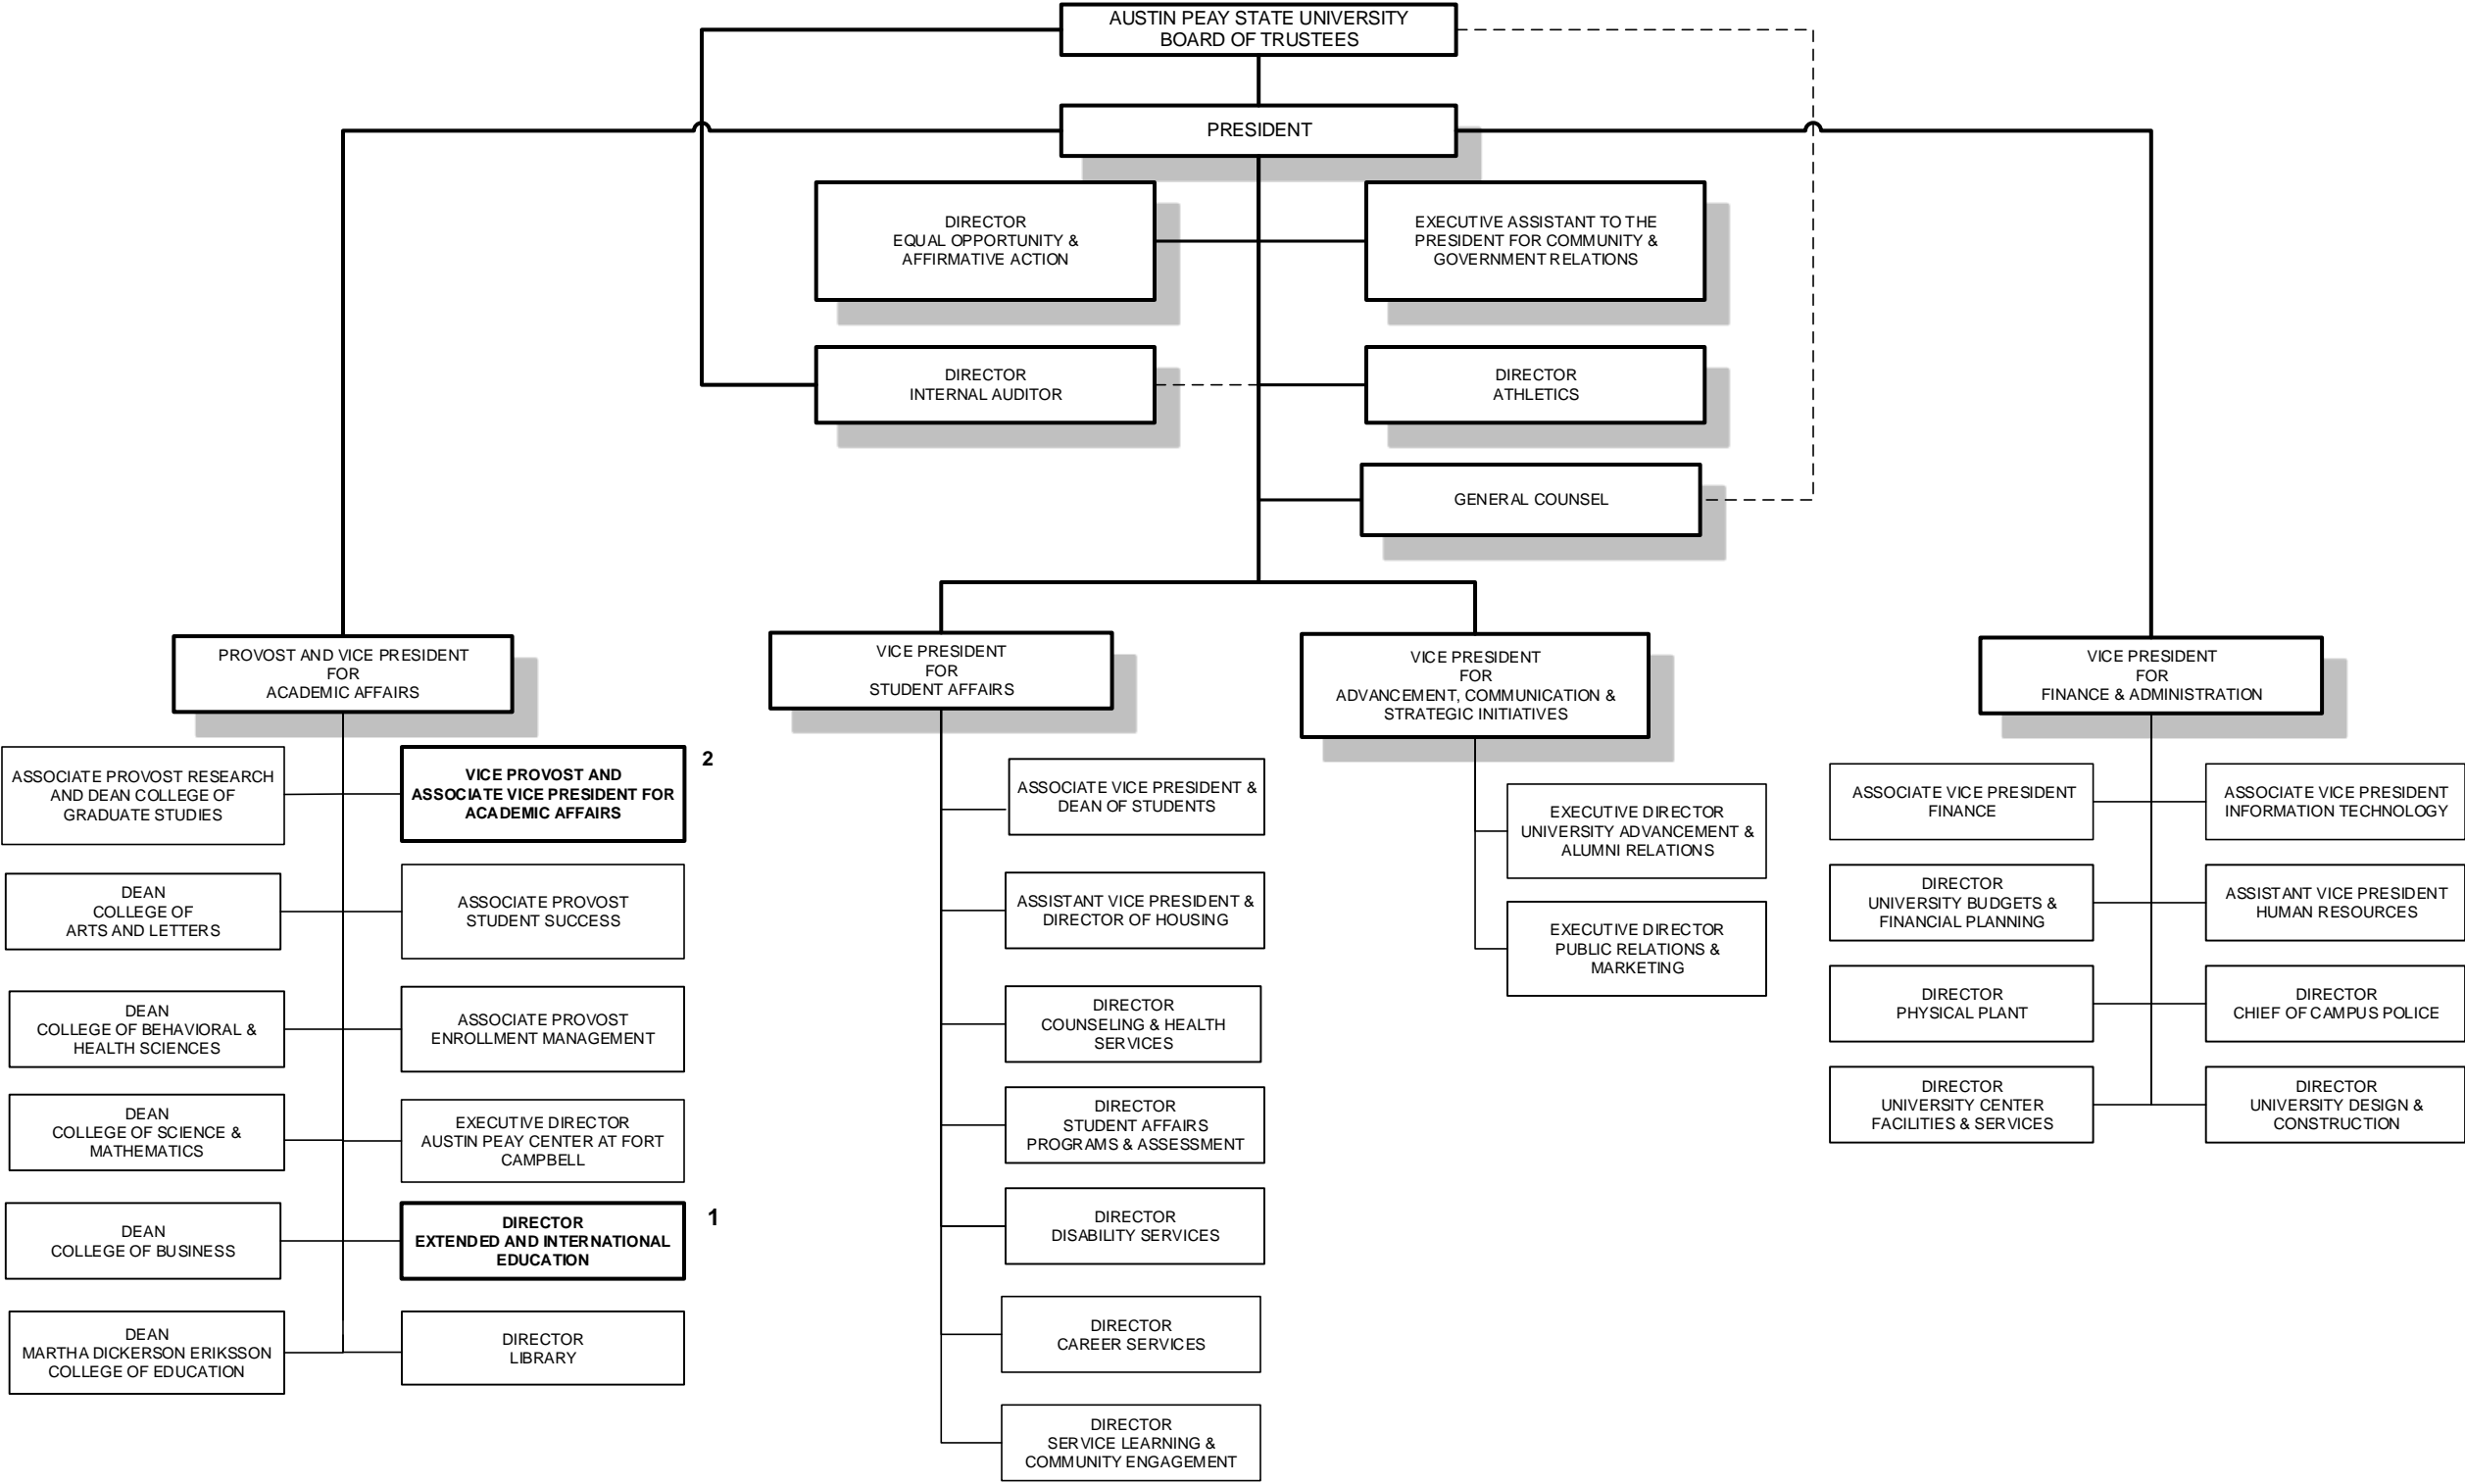 AUSTIN PEAY STATE UNIVERSITY
BOARD OF TRUSTEES
PRESIDENT
DIRECTOR
EQUAL OPPORTUNITY &
AFFIRMATIVE ACTION
EXECUTIVE ASSISTANT TO THE
PRESIDENT FOR COMMUNITY &
GOVERNMENT RELATIONS
DIRECTOR
INTERNAL AUDITOR
DIRECTOR
ATHLETICS
GENERAL COUNSEL
PROVOST AND VICE PRESIDENT
FOR
ACADEMIC AFFAIRS
ASSOCIATE PROVOST RESEARCH
AND DEAN COLLEGE OF
GRADUATE STUDIES
VICE PROVOST AND
ASSOCIATE VICE PRESIDENT FOR
ACADEMIC AFFAIRS
2
DEAN
COLLEGE OF
ARTS AND LETTERS
ASSOCIATE PROVOST
STUDENT SUCCESS
DEAN
COLLEGE OF BEHAVIORAL &
HEALTH SCIENCES
ASSOCIATE PROVOST
ENROLLMENT MANAGEMENT
DEAN
COLLEGE OF SCIENCE &
MATHEMATICS
EXECUTIVE DIRECTOR
AUSTIN PEAY CENTER AT FORT
CAMPBELL
DEAN
COLLEGE OF BUSINESS
DIRECTOR
EXTENDED AND INTERNATIONAL
EDUCATION
1
DEAN
MARTHA DICKERSON ERIKSSON
COLLEGE OF EDUCATION
DIRECTOR
LIBRARY
VICE PRESIDENT
FOR
STUDENT AFFAIRS
ASSOCIATE VICE PRESIDENT &
DEAN OF STUDENTS
ASSISTANT VICE PRESIDENT &
DIRECTOR OF HOUSING
DIRECTOR
COUNSELING & HEALTH
SERVICES
DIRECTOR
STUDENT AFFAIRS
PROGRAMS & ASSESSMENT
DIRECTOR
DISABILITY SERVICES
DIRECTOR
CAREER SERVICES
DIRECTOR
SERVICE LEARNING &
COMMUNITY ENGAGEMENT
VICE PRESIDENT
FOR
ADVANCEMENT, COMMUNICATION &
STRATEGIC INITIATIVES
EXECUTIVE DIRECTOR
UNIVERSITY ADVANCEMENT &
ALUMNI RELATIONS
EXECUTIVE DIRECTOR
PUBLIC RELATIONS &
MARKETING
VICE PRESIDENT
FOR
FINANCE & ADMINISTRATION
ASSOCIATE VICE PRESIDENT
FINANCE
ASSOCIATE VICE PRESIDENT
INFORMATION TECHNOLOGY
DIRECTOR
UNIVERSITY BUDGETS &
FINANCIAL PLANNING
ASSISTANT VICE PRESIDENT
HUMAN RESOURCES
DIRECTOR
PHYSICAL PLANT
DIRECTOR
CHIEF OF CAMPUS POLICE
DIRECTOR
UNIVERSITY CENTER
FACILITIES & SERVICES
DIRECTOR
UNIVERSITY DESIGN &
CONSTRUCTION